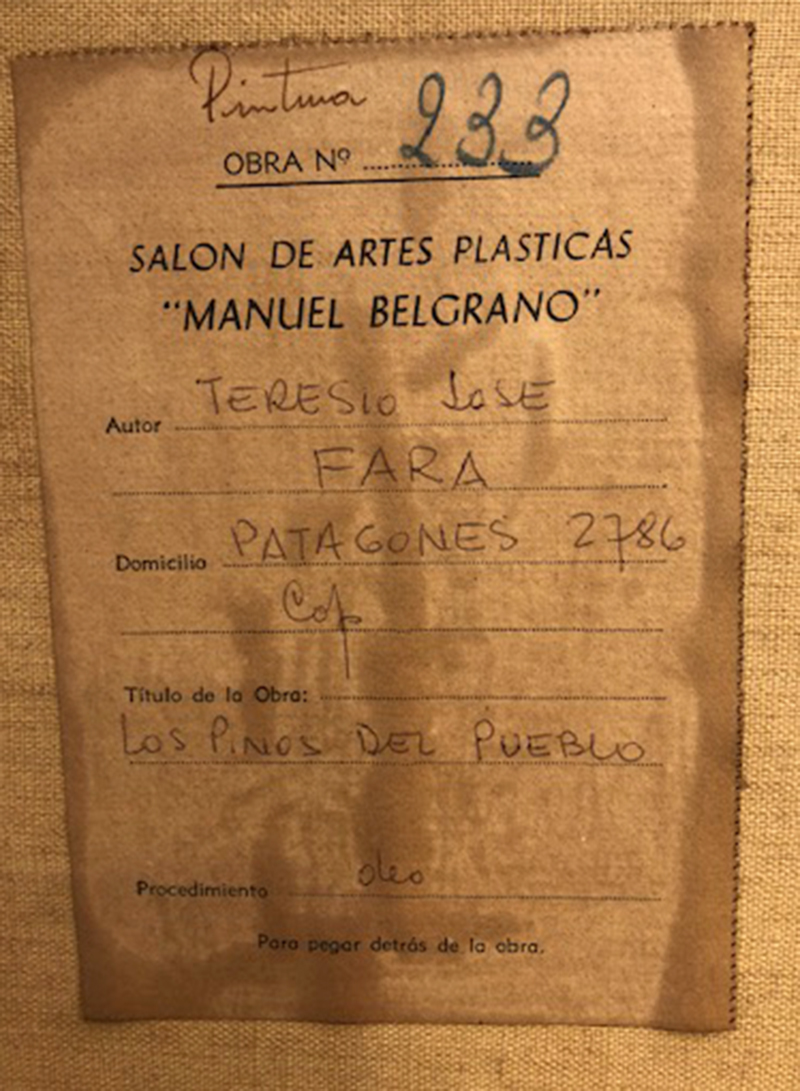 Pintura
OBRA Nº 233
SALON DE ARTES PLASTICAS
"MANUEL BELGRANO"
Autor TERESIO JOSE
FARA
Domicilio PATAGONES 2786
Cap
Título de la Obra:
LOS PINOS DEL PUEBLO
Procedimiento oleo
Para pegar detrás de la obra.